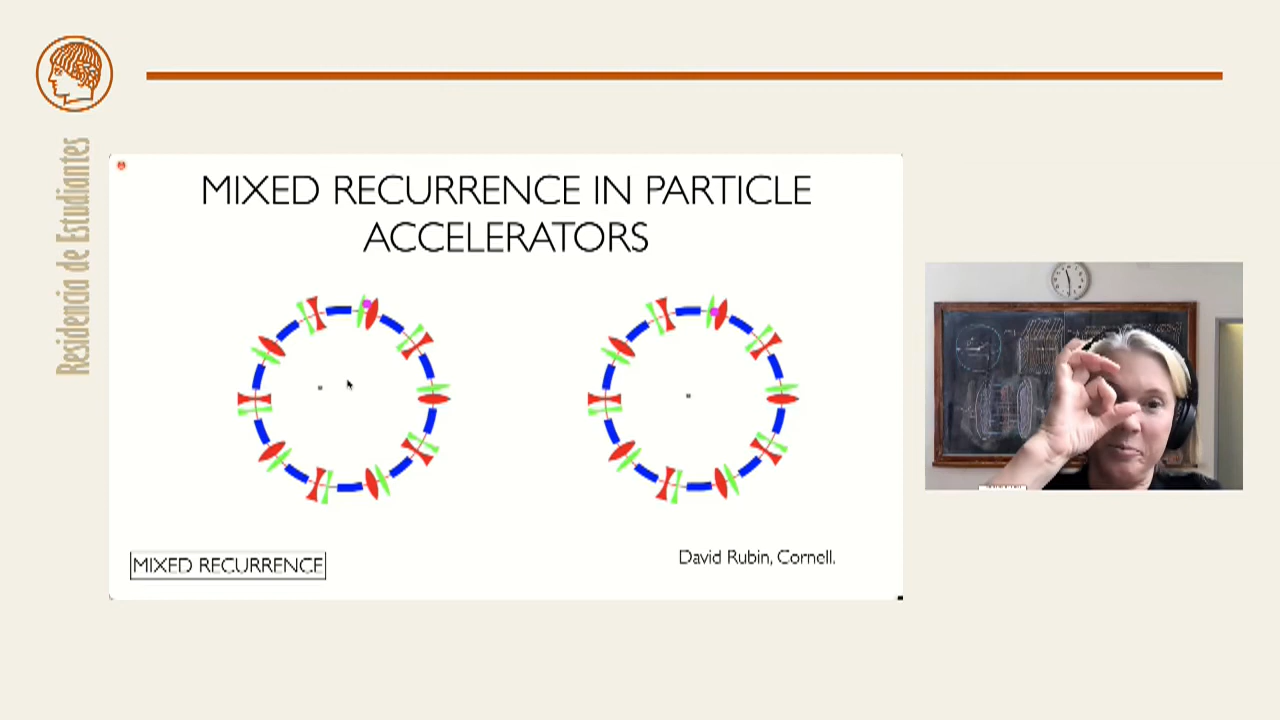 Residencia de Estudiantes
MIXED RECURRENCE IN PARTICLE
ACCELERATORS
MIXED RECURRENCE
David Rubin, Cornell.